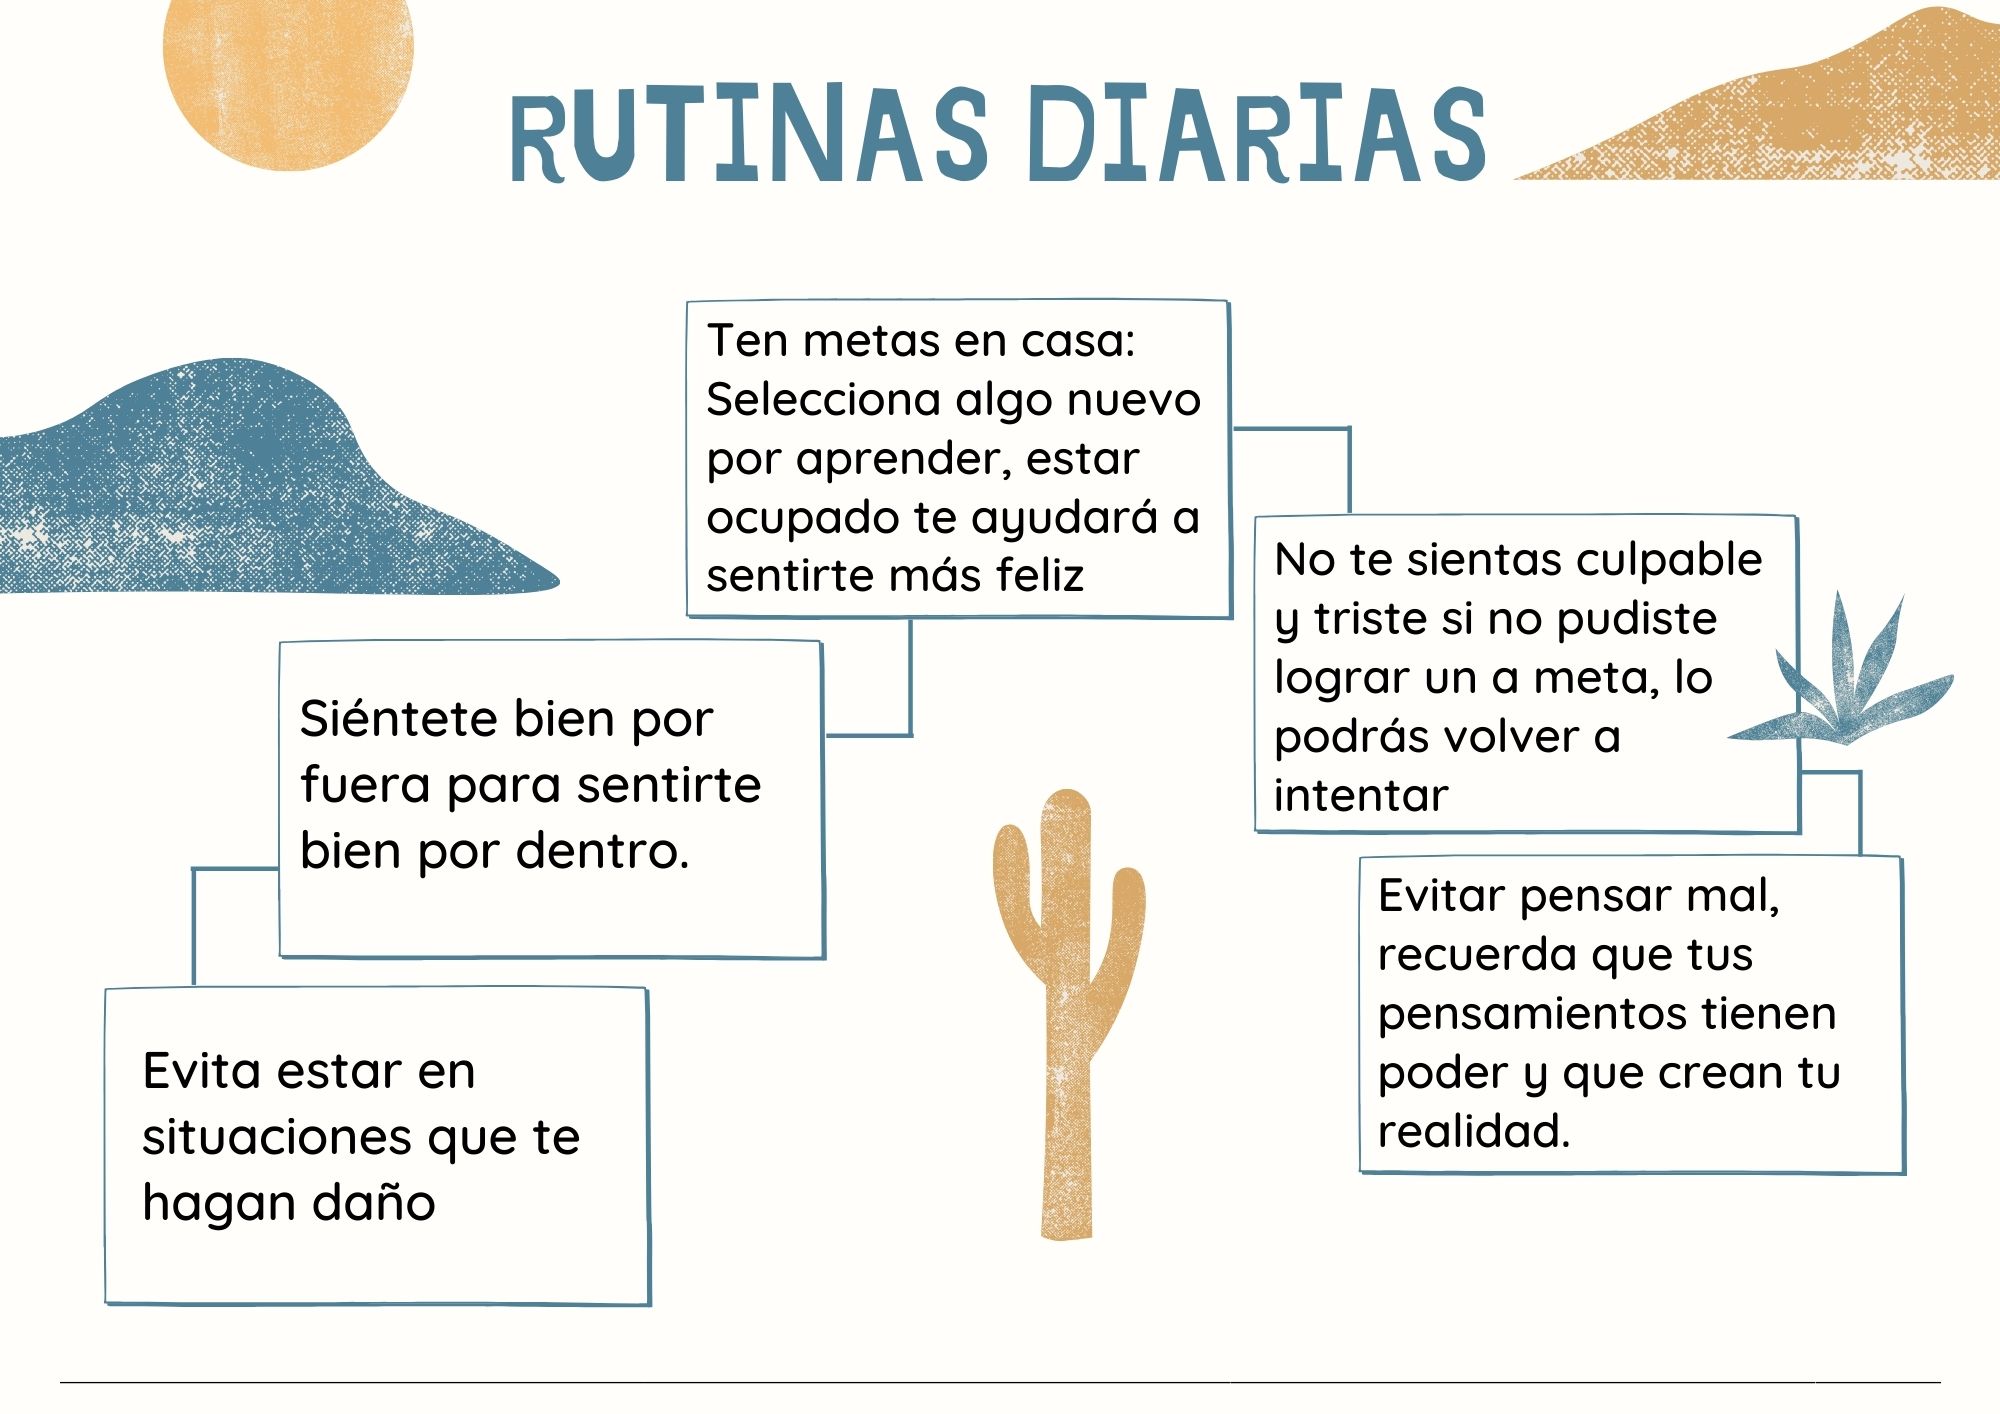 RUTINAS DIARIAS
Ten metas en casa:
Selecciona algo nuevo
por aprender, estar
ocupado te ayudará a
sentirte más feliz
No te sientas culpable
y triste si no pudiste
lograr un a meta, lo
podrás volver a
intentar
Siéntete bien por
fuera para sentirte
bien por dentro.
Evitar pensar mal,
recuerda que tus
pensamientos tienen
poder y que crean tu
realidad.
Evita estar en
situaciones que te
hagan daño